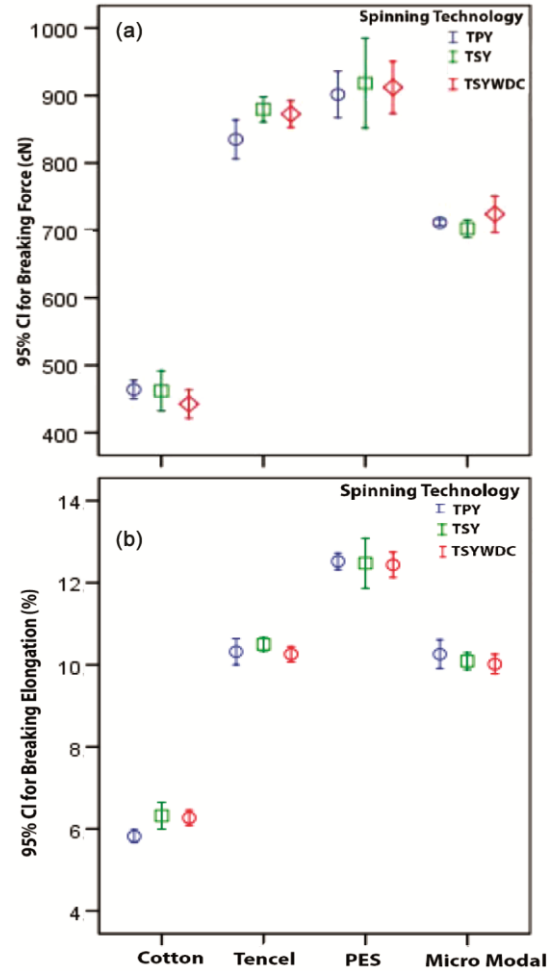 (a)
Spinning Technology
TPY
TSY
TSYWDC
95% CI for Breaking Force (cN)
1000
900
800
700
600
500
400
(b)
Spinning Technology
TPY
TSY
TSYWDC
95% CI for Breaking Elongation (%)
14
12
10
8
6
4
Cotton Tencel PES Micro Modal